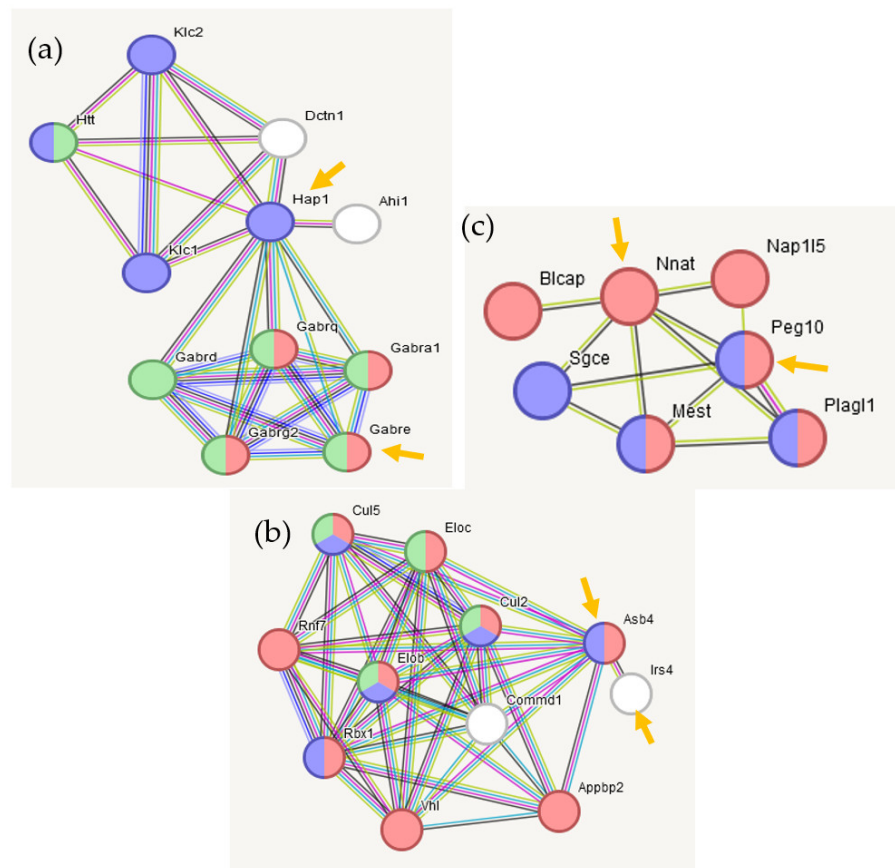 (a)
Klc2
Htt
Dctn1
Hap1
Ahi1
Klc1
Gabrq
Gabrd
Gabra1
Gabrg2
Gabre
(c)
Blcap
Nnat
Nap1l5
Sgce
Peg10
Mest
Plagl1
(b)
Cul5
Eloc
Cul2
Rnf7
Elob
Asb4
Irs4
Commd1
Rbx1
Vhl
Appbp2